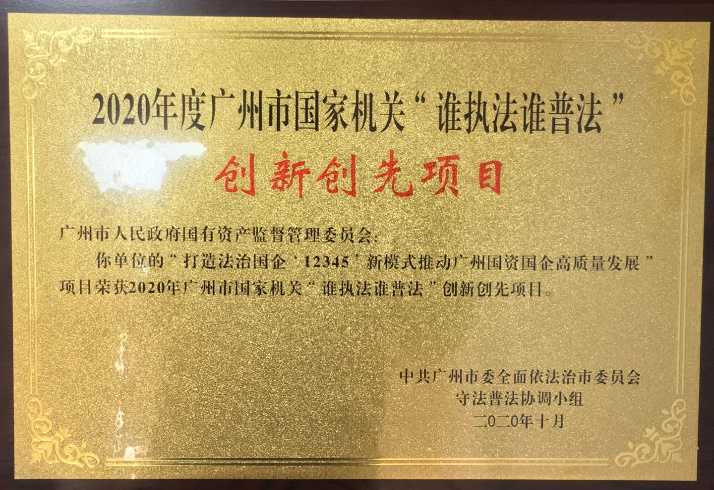 2020年度广州市国家机关“谁执法谁普法”
创新创先项目
广州市人民政府国有资产监督管理委员会:
你单位的“打造法治国企‘12345’新模式推动广州国资国企高质量发展”
项目荣获2020年广州市国家机关“谁执法谁普法”创新创先项目。
中共广州市委全面依法治市委员会
守法普法协调小组
二〇二〇年十月